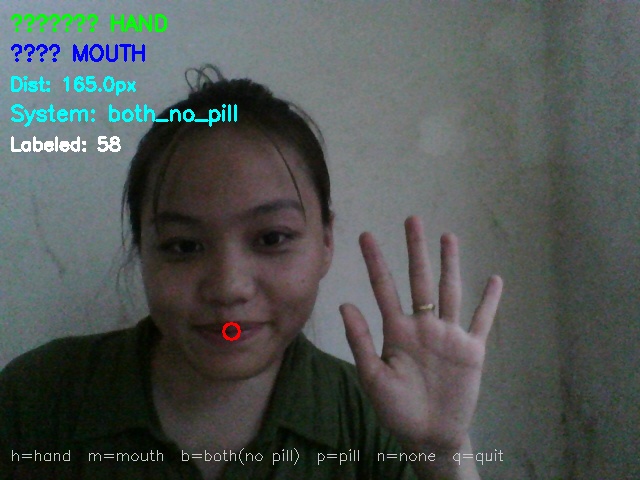 ??????? HAND
???? MOUTH
Dist: 165.0px
System: both_no_pill
Labeled: 58
h=hand m=mouth b=both(no pill) p=pill n=none q=quit